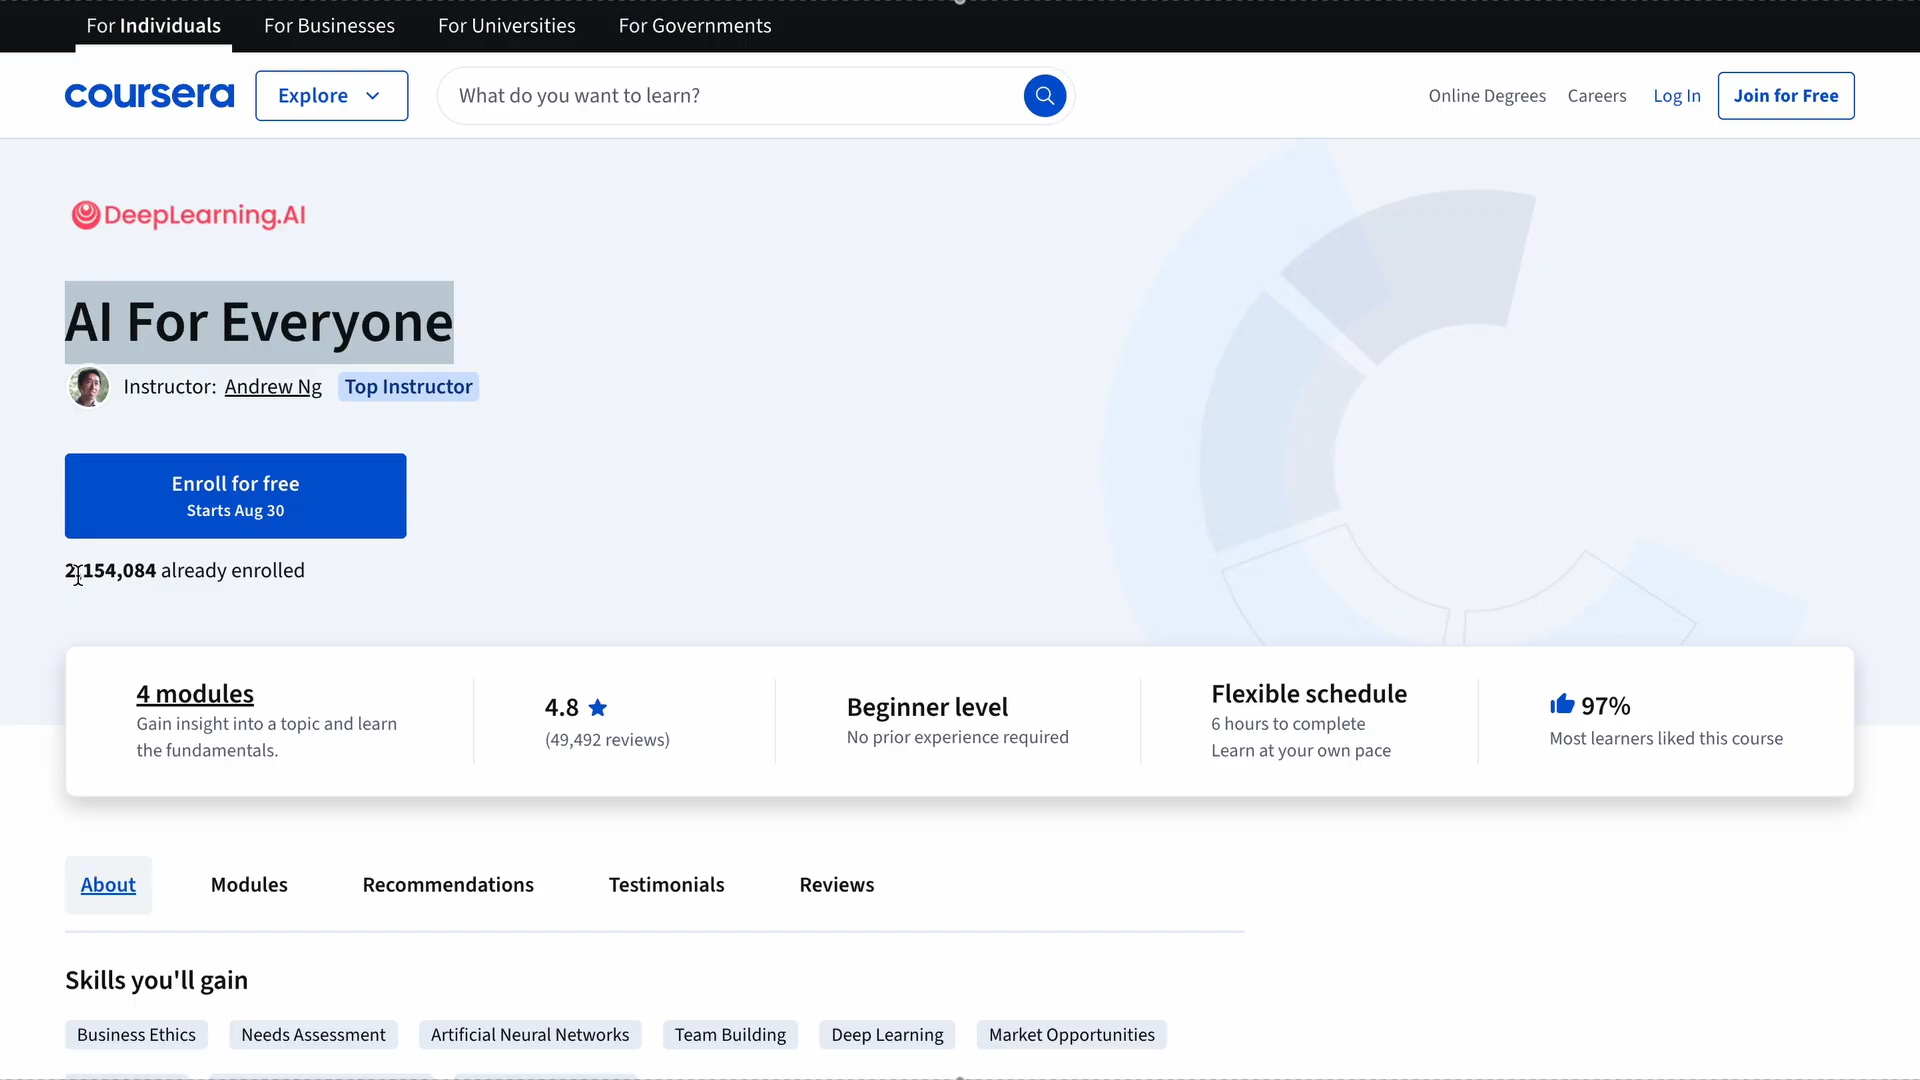 For Individuals
For Businesses
For Universities
For Governments
coursera
Explore
What do you want to learn?
Online Degrees
Careers
Log In
Join for Free
DeepLearning.AI
AI For Everyone
Instructor: Andrew Ng
Top Instructor
Enroll for free
Starts Aug 30
2,154,084 already enrolled
4 modules
Gain insight into a topic and learn
the fundamentals.
4.8
(49,492 reviews)
Beginner level
No prior experience required
Flexible schedule
6 hours to complete
Learn at your own pace
97%
Most learners liked this course
About
Modules
Recommendations
Testimonials
Reviews
Skills you'll gain
Business Ethics
Needs Assessment
Artificial Neural Networks
Team Building
Deep Learning
Market Opportunities